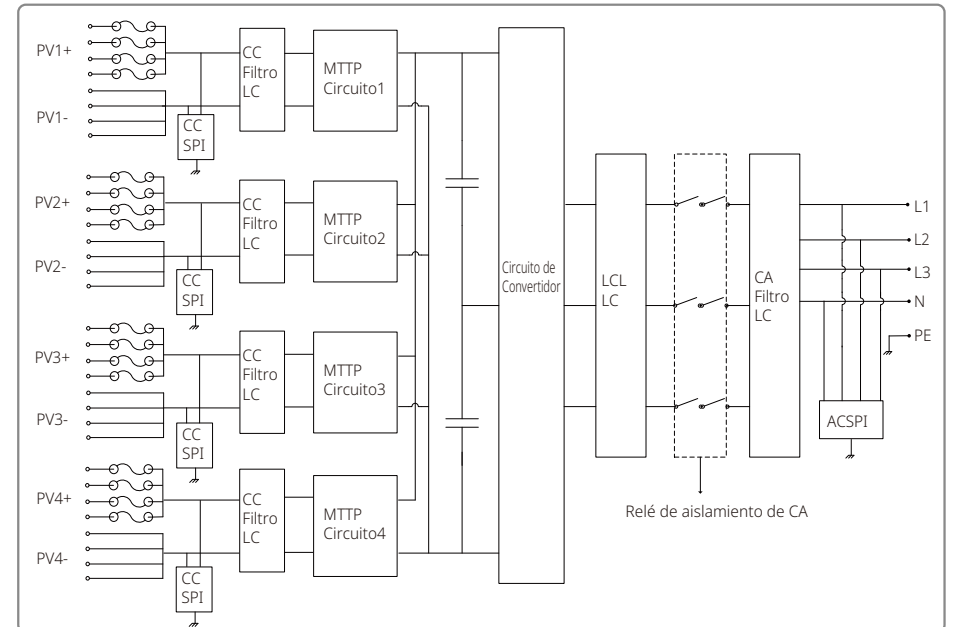 PV1+
PV1-
CC
SPI
CC
Filtro
LC
MTTP
Circuito1
PV2+
PV2-
CC
SPI
CC
Filtro
LC
MTTP
Circuito2
PV3+
PV3-
CC
SPI
CC
Filtro
LC
MTTP
Circuito3
PV4+
PV4-
CC
SPI
CC
Filtro
LC
MTTP
Circuito4
Circuito de
Convertidor
LCL
LC
Relé de aislamiento de CA
CA
Filtro
LC
L1
L2
L3
N
PE
ACSPI